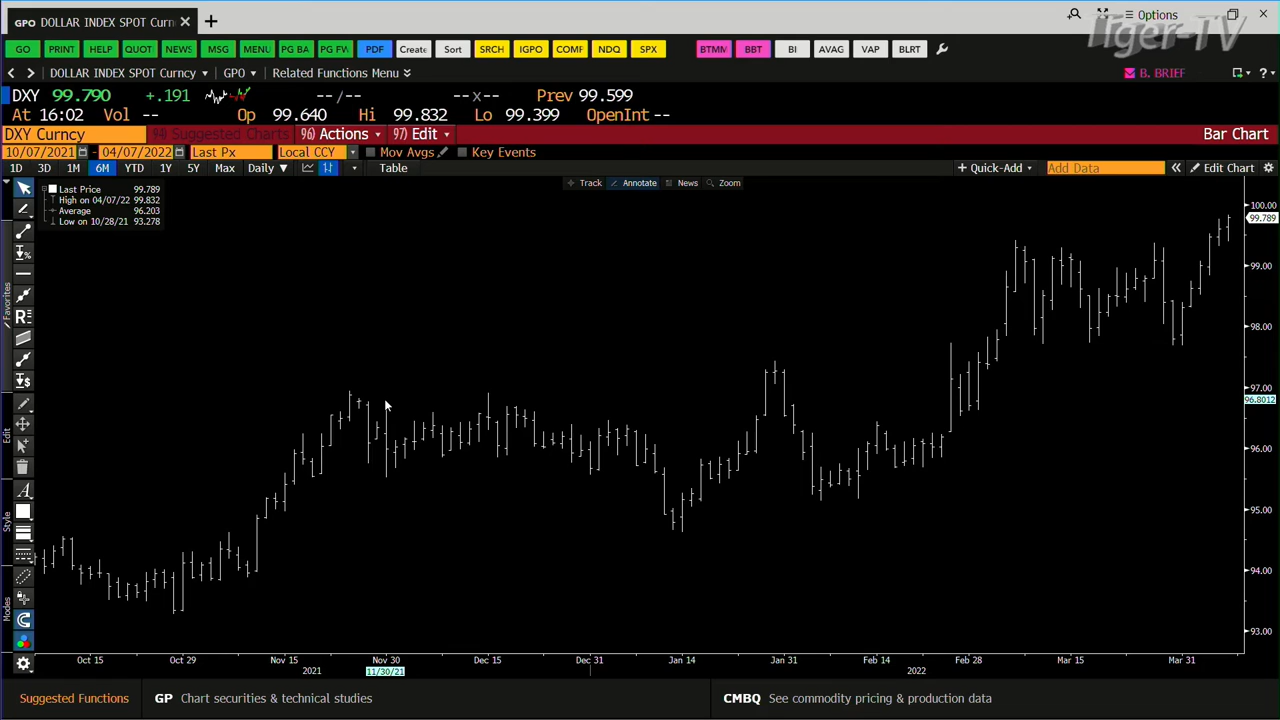 GPO DOLLAR INDEX SPOT Curn
Options
Tiger-TV
GO PRINT HELP QUOT NEWS MSG MENU PG BA PG FV PDF Create Sort SRCH IGPO COMF NDQ SPX BTMM BBT BI AVAG VAP BLRT
DOLLAR INDEX SPOT Curncy GPO Related Functions Menu B. BRIEF
DXY 99.790 +.191 -- / -- -- x -- Prev 99.599
At 16:02 Vol -- Op 99.640 Hi 99.832 Lo 99.399 OpenInt --
DXY Curncy 94) Suggested Charts 96) Actions 97) Edit Bar Chart
10/07/2021 - 04/07/2022 Last Px Local CCY Mov Avgs Key Events
1D 3D 1M 6M YTD 1Y 5Y Max Daily Table + Quick-Add Add Data Edit Chart
Track Annotate News Zoom
Last Price 99.789
High on 04/07/22 99.832
Average 96.203
Low on 10/28/21 93.278
100.00
99.789
99.00
98.00
97.00
96.8012
96.00
95.00
94.00
93.00
Favorites
Edit
Style
Modes
Oct 15 Oct 29 Nov 15 Nov 30 Dec 15 Dec 31 Jan 14 Jan 31 Feb 14 Feb 28 Mar 15 Mar 31
2021 11/30/21 2022
Suggested Functions GP Chart securities & technical studies CMBQ See commodity pricing & production data